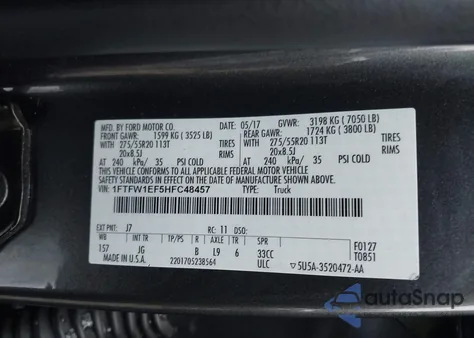 MFD. BY FORD MOTOR CO. 05/17 GVWR: 3198 KG (7050 LB)
FRONT GAWR: 1599 KG (3525 LB) REAR GAWR: 1724 KG (3800 LB)
WITH 275/55R20 113T TIRES WITH 275/55R20 113T TIRES
20x8.5J RIMS 20x8.5J RIMS
AT 240 kPa/ 35 PSI COLD AT 240 kPa/ 35 PSI COLD
THIS VEHICLE CONFORMS TO ALL APPLICABLE FEDERAL MOTOR VEHICLE
SAFETY STANDARDS IN EFFECT ON THE DATE OF MANUFACTURE SHOWN ABOVE.
VIN: 1FTFW1EF5HFC48457 TYPE: Truck
EXT PNT: J7 RC: 11 DSO:
WB INT TR TP/PS R AXLE TR SPR
157 JG B L9 6 33CC F0127
T0851
MADE IN U.S.A. 2201705238564 ULC ▽5U5A-3520472-AA
autoSnap